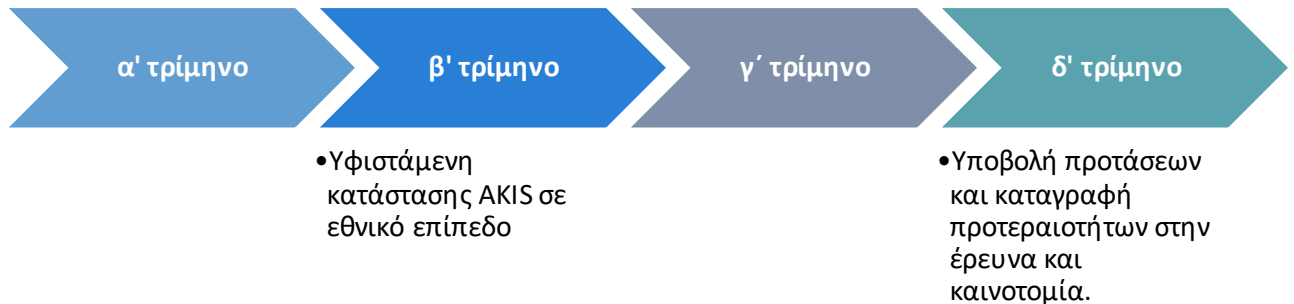 α' τρίμηνο
β' τρίμηνο
γ΄ τρίμηνο
δ' τρίμηνο
•Υφιστάμενη
κατάστασης AKIS σε
εθνικό επίπεδο
•Υποβολή προτάσεων
και καταγραφή
προτεραιοτήτων στην
έρευνα και
καινοτομία.